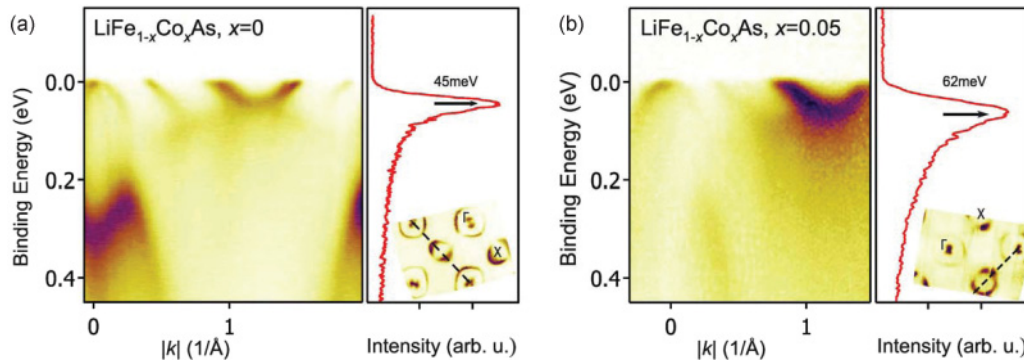 (a)
LiFe1-xCoxAs, x=0
Binding Energy (eV)
0.0
0.2
0.4
0
1
|k| (1/Å)
45meV
Γ
X
Intensity (arb. u.)
(b)
LiFe1-xCoxAs, x=0.05
Binding Energy (eV)
0.0
0.2
0.4
0
1
|k| (1/Å)
62meV
X
Γ
Intensity (arb. u.)